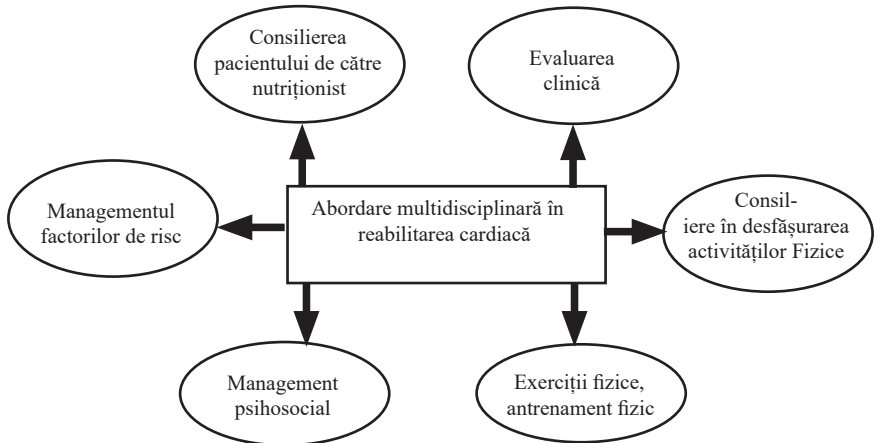 Consilierea
pacientului de către
nutriționist
Evaluarea
clinică
Managementul
factorilor de risc
Abordare multidisciplinară în
reabilitarea cardiacă
Consil-
iere în desfășurarea
activităților Fizice
Management
psihosocial
Exerciții fizice,
antrenament fizic